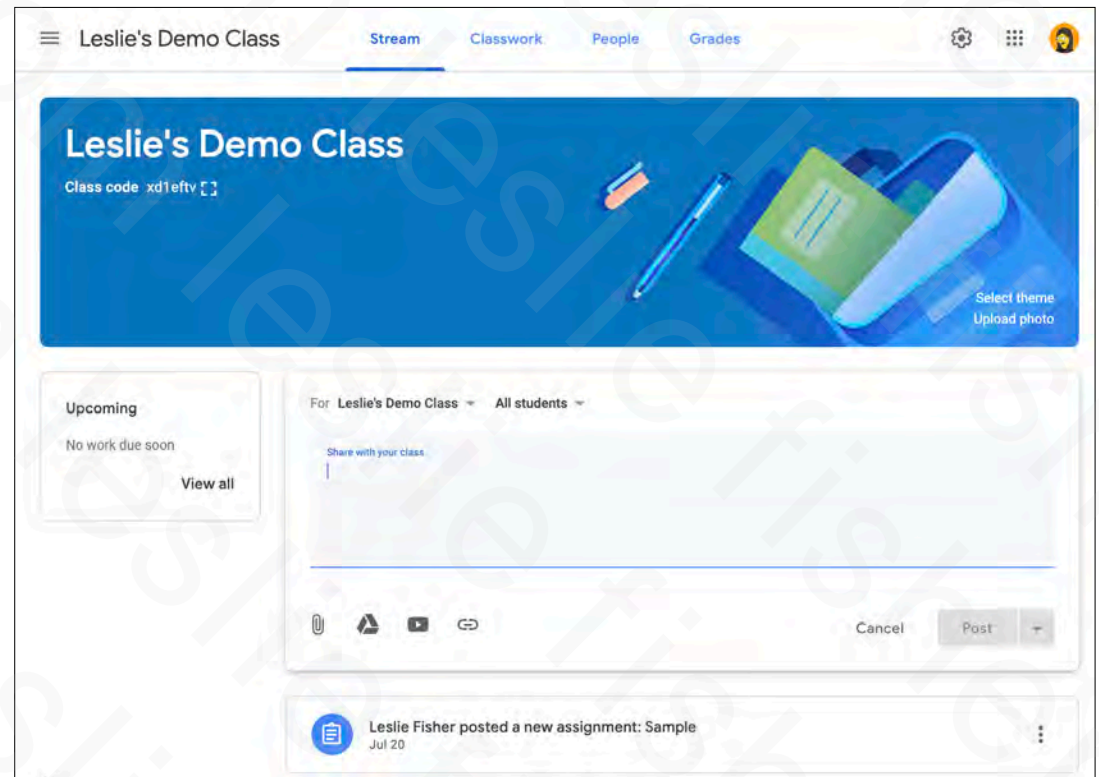 Leslie's Demo Class
Stream Classwork People Grades
Leslie's Demo Class
Class code xd1eftv
Select theme
Upload photo
Upcoming
No work due soon
View all
For Leslie's Demo Class All students
Share with your class
Cancel Post
Leslie Fisher posted a new assignment: Sample
Jul 20
leslie fisher